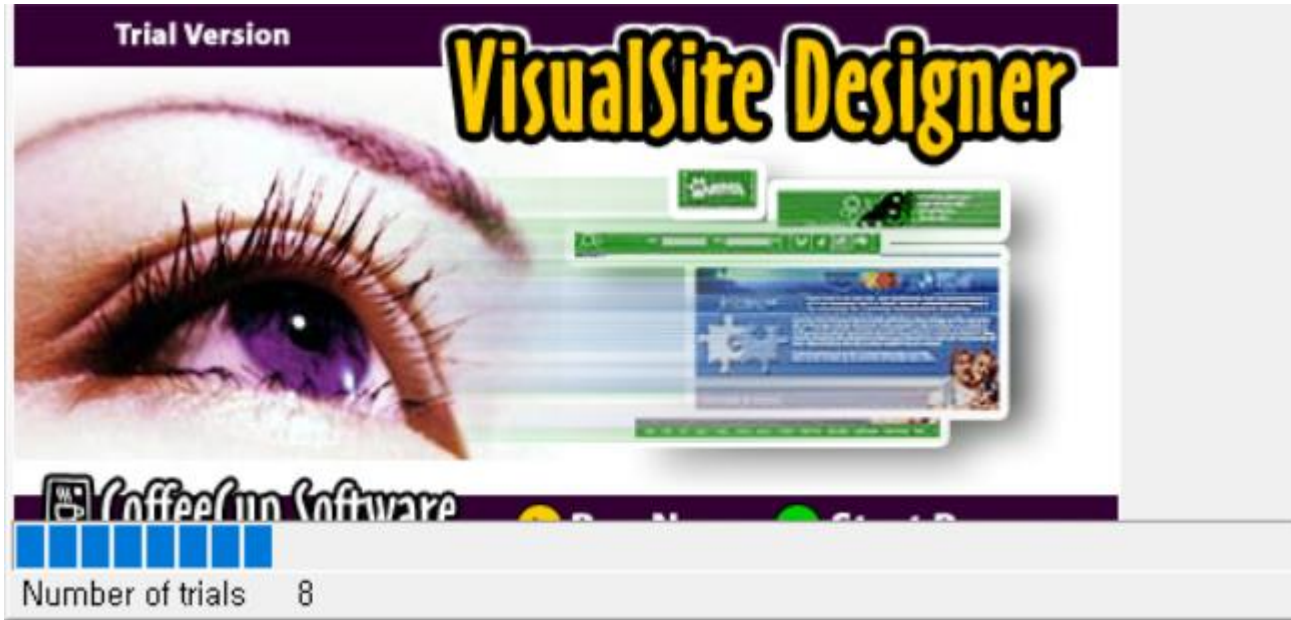 Trial Version
VisualSite Designer
CoffeeCup Software
Number of trials 8